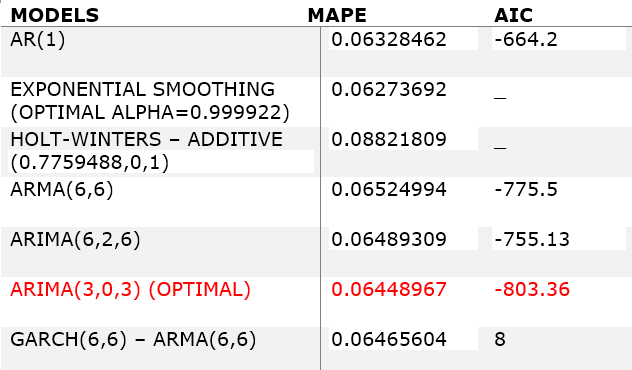 MODELS MAPE AIC
AR(1) 0.06328462 -664.2
EXPONENTIAL SMOOTHING 0.06273692 _
(OPTIMAL ALPHA=0.999922)
HOLT-WINTERS – ADDITIVE 0.08821809 _
(0.7759488,0,1)
ARMA(6,6) 0.06524994 -775.5
ARIMA(6,2,6) 0.06489309 -755.13
ARIMA(3,0,3) (OPTIMAL) 0.06448967 -803.36
GARCH(6,6) – ARMA(6,6) 0.06465604 8